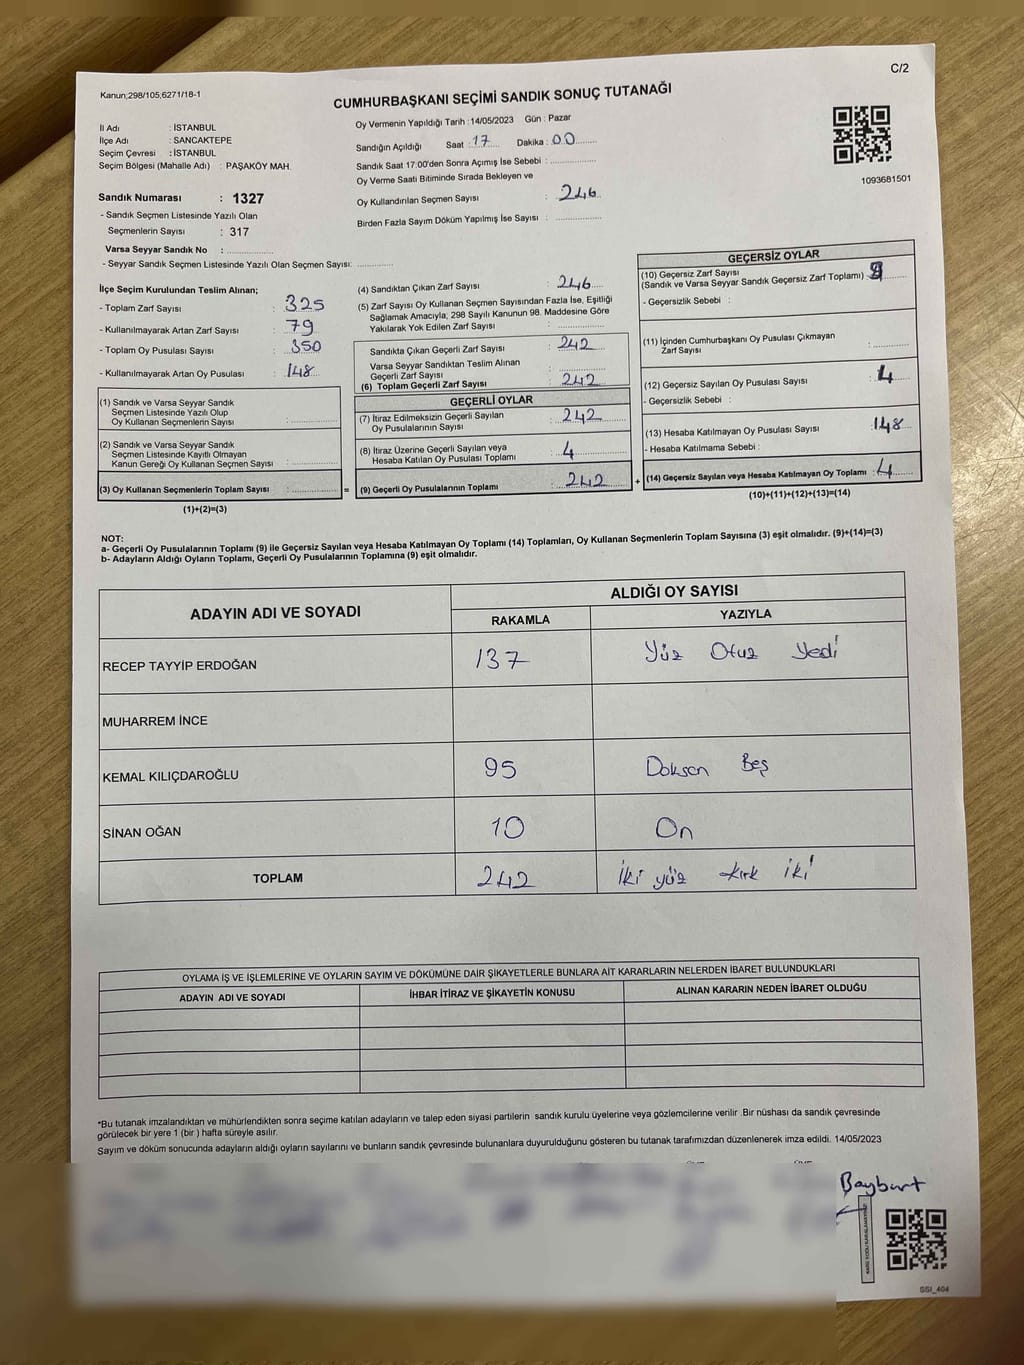 C/2
Kanun;298/105,6271/18-1
CUMHURBAŞKANI SEÇİMİ SANDIK SONUÇ TUTANAĞI
İl Adı : İSTANBUL
İlçe Adı : SANCAKTEPE
Seçim Çevresi : İSTANBUL
Seçim Bölgesi (Mahalle Adı) : PAŞAKÖY MAH.
Oy Vermenin Yapıldığı Tarih :14/05/2023 Gün : Pazar
Sandığın Açıldığı Saat : 17 Dakika : 00
Sandık Saat 17:00'den Sonra Açımış İse Sebebi :
Oy Verme Saati Bitiminde Sırada Bekleyen ve
Oy Kullandırılan Seçmen Sayısı : 246
Birden Fazla Sayım Döküm Yapılmış İse Sayısı :
1093681501
Sandık Numarası : 1327
- Sandık Seçmen Listesinde Yazılı Olan
Seçmenlerin Sayısı : 317
Varsa Seyyar Sandık No :
- Seyyar Sandık Seçmen Listesinde Yazılı Olan Seçmen Sayısı:
İlçe Seçim Kurulundan Teslim Alınan;
- Toplam Zarf Sayısı : 325
- Kullanılmayarak Artan Zarf Sayısı : 79
- Toplam Oy Pusulası Sayısı : 350
- Kullanılmayarak Artan Oy Pusulası : 148
(1) Sandık ve Varsa Seyyar Sandık
Seçmen Listesinde Yazılı Olup
Oy Kullanan Seçmenlerin Sayısı :
(2) Sandık ve Varsa Seyyar Sandık
Seçmen Listesinde Kayıtlı Olmayan
Kanun Gereği Oy Kullanan Seçmen Sayısı :
(3) Oy Kullanan Seçmenlerin Toplam Sayısı : =
(1)+(2)=(3)
(4) Sandıktan Çıkan Zarf Sayısı : 246
(5) Zarf Sayısı Oy Kullanan Seçmen Sayısından Fazla İse, Eşitliği
Sağlamak Amacıyla; 298 Sayılı Kanunun 98. Maddesine Göre
Yakılarak Yok Edilen Zarf Sayısı :
Sandıkta Çıkan Geçerli Zarf Sayısı : 242
Varsa Seyyar Sandıktan Teslim Alınan
Geçerli Zarf Sayısı :
(6) Toplam Geçerli Zarf Sayısı : 242
GEÇERLİ OYLAR
(7) İtiraz Edilmeksizin Geçerli Sayılan
Oy Pusulalarının Sayısı : 242
(8) İtiraz Üzerine Geçerli Sayılan veya
Hesaba Katılan Oy Pusulası Toplamı : 4
(9) Geçerli Oy Pusulalarının Toplamı : 242 +
GEÇERSİZ OYLAR
(10) Geçersiz Zarf Sayısı
(Sandık ve Varsa Seyyar Sandık Geçersiz Zarf Toplamı) :
- Geçersizlik Sebebi :
(11) İçinden Cumhurbaşkanı Oy Pusulası Çıkmayan
Zarf Sayısı :
(12) Geçersiz Sayılan Oy Pusulası Sayısı : 4
- Geçersizlik Sebebi :
(13) Hesaba Katılmayan Oy Pusulası Sayısı : 148
- Hesaba Katılmama Sebebi :
(14) Geçersiz Sayılan veya Hesaba Katılmayan Oy Toplamı : 4
(10)+(11)+(12)+(13)=(14)
NOT:
a- Geçerli Oy Pusulalarının Toplamı (9) ile Geçersiz Sayılan veya Hesaba Katılmayan Oy Toplamı (14) Toplamları, Oy Kullanan Seçmenlerin Toplam Sayısına (3) eşit olmalıdır. (9)+(14)=(3)
b- Adayların Aldığı Oyların Toplamı, Geçerli Oy Pusulalarının Toplamına (9) eşit olmalıdır.
ADAYIN ADI VE SOYADI ALDIĞI OY SAYISI
RAKAMLA YAZIYLA
RECEP TAYYİP ERDOĞAN 137 Yüz Otuz Yedi
MUHARREM İNCE
KEMAL KILIÇDAROĞLU 95 Doksan Beş
SİNAN OĞAN 10 On
TOPLAM 242 İki yüz kırk iki
OYLAMA İŞ VE İŞLEMLERİNE VE OYLARIN SAYIM VE DÖKÜMÜNE DAİR ŞİKAYETLERLE BUNLARA AİT KARARLARIN NELERDEN İBARET BULUNDUKLARI
ADAYIN ADI VE SOYADI İHBAR İTİRAZ VE ŞİKAYETİN KONUSU ALINAN KARARIN NEDEN İBARET OLDUĞU
*Bu tutanak imzalandıktan ve mühürlendikten sonra seçime katılan adayların ve talep eden siyasi partilerin sandık kurulu üyelerine veya gözlemcilerine verilir .Bir nüshası da sandık çevresinde
görülecek bir yere 1 (bir ) hafta süreyle asılır.
Sayım ve döküm sonucunda adayların aldığı oyların sayılarını ve bunların sandık çevresinde bulunanlara duyurulduğunu gösteren bu tutanak tarafımızdan düzenlenerek imza edildi. 14/05/2023
Bayburt
SSI_404